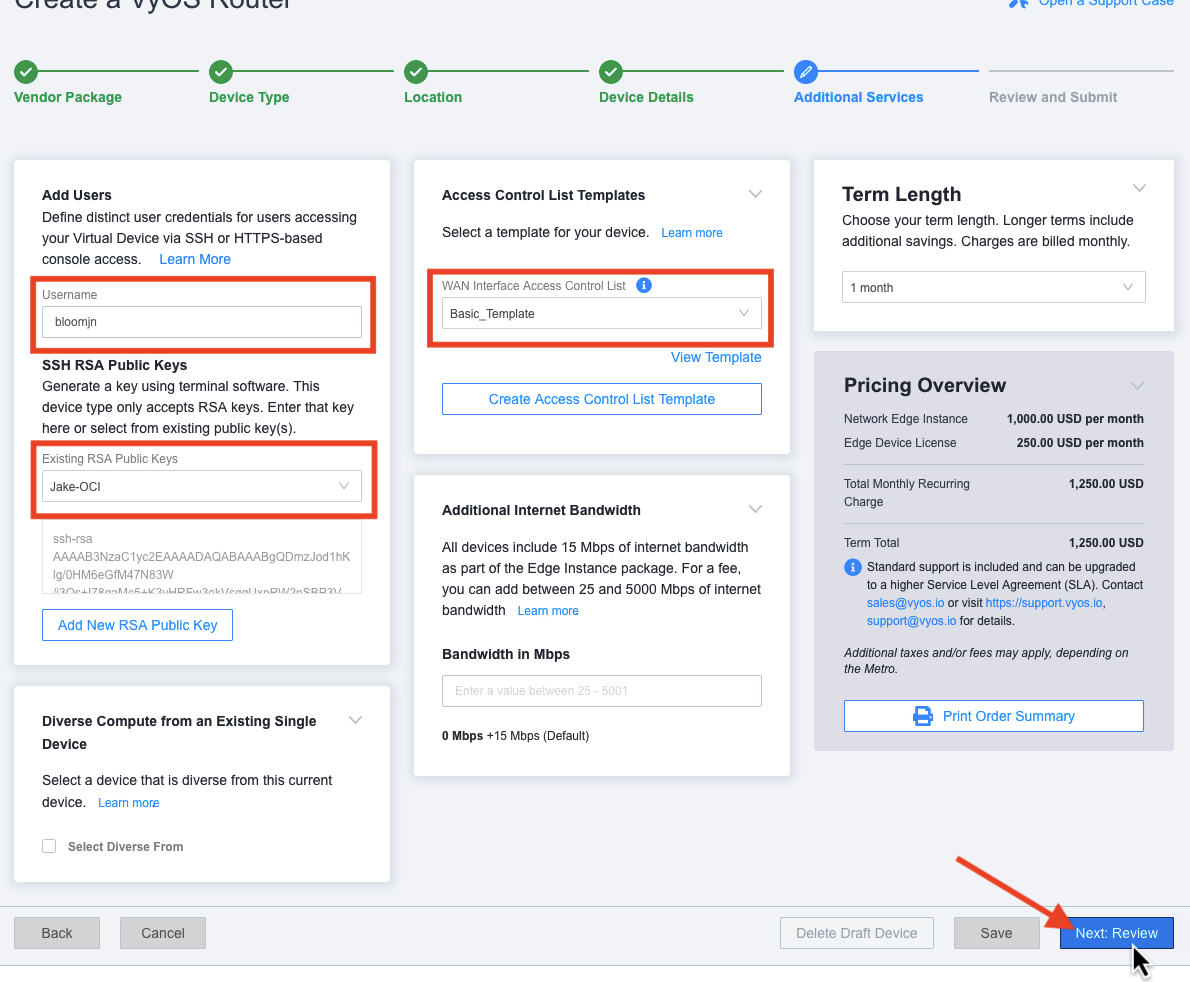 Create a VyOS Router
Open a Support Case
Vendor Package
Device Type
Location
Device Details
Additional Services
Review and Submit
Add Users
Define distinct user credentials for users accessing
your Virtual Device via SSH or HTTPS-based
console access. Learn More
Username
bloomjn
SSH RSA Public Keys
Generate a key using terminal software. This
device type only accepts RSA keys. Enter that key
here or select from existing public key(s).
Existing RSA Public Keys
Jake-OCI
ssh-rsa
AAAAB3NzaC1yc2EAAAADAQABAAABgQDmzJod1hK
lg/0HM6eGfM47N83W
Add New RSA Public Key
Diverse Compute from an Existing Single
Device
Select a device that is diverse from this current
device. Learn more
Select Diverse From
Access Control List Templates
Select a template for your device. Learn more
WAN Interface Access Control List
Basic_Template
View Template
Create Access Control List Template
Additional Internet Bandwidth
All devices include 15 Mbps of internet bandwidth
as part of the Edge Instance package. For a fee,
you can add between 25 and 5000 Mbps of internet
bandwidth Learn more
Bandwidth in Mbps
Enter a value between 25 - 5001
0 Mbps +15 Mbps (Default)
Term Length
Choose your term length. Longer terms include
additional savings. Charges are billed monthly.
1 month
Pricing Overview
Network Edge Instance 1,000.00 USD per month
Edge Device License 250.00 USD per month
Total Monthly Recurring 1,250.00 USD
Charge
Term Total 1,250.00 USD
Standard support is included and can be upgraded
to a higher Service Level Agreement (SLA). Contact
sales@vyos.io or visit https://support.vyos.io,
support@vyos.io for details.
Additional taxes and/or fees may apply, depending on
the Metro.
Print Order Summary
Back
Cancel
Delete Draft Device
Save
Next: Review